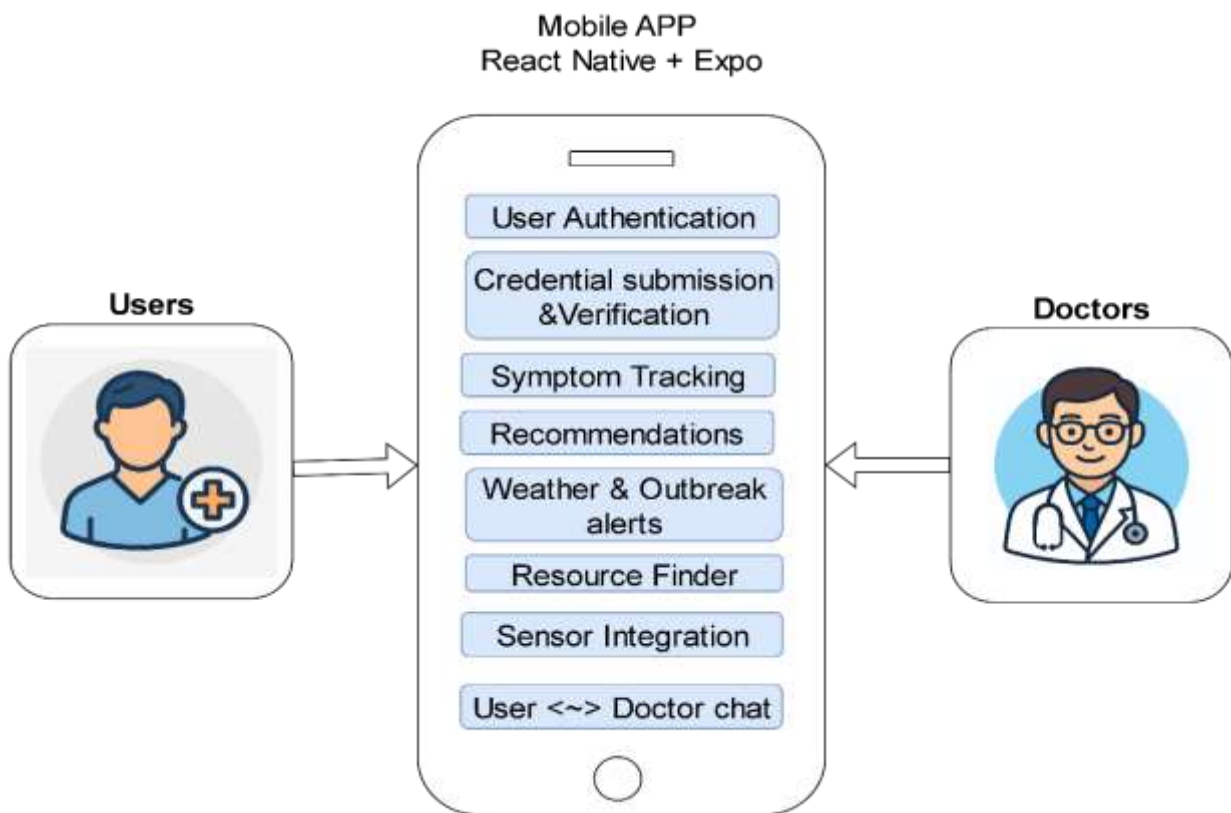 Mobile APP
React Native + Expo
User Authentication
Credential submission
&Verification
Users
Doctors
Symptom Tracking
Recommendations
Weather & Outbreak
alerts
Resource Finder
Sensor Integration
User <~> Doctor chat